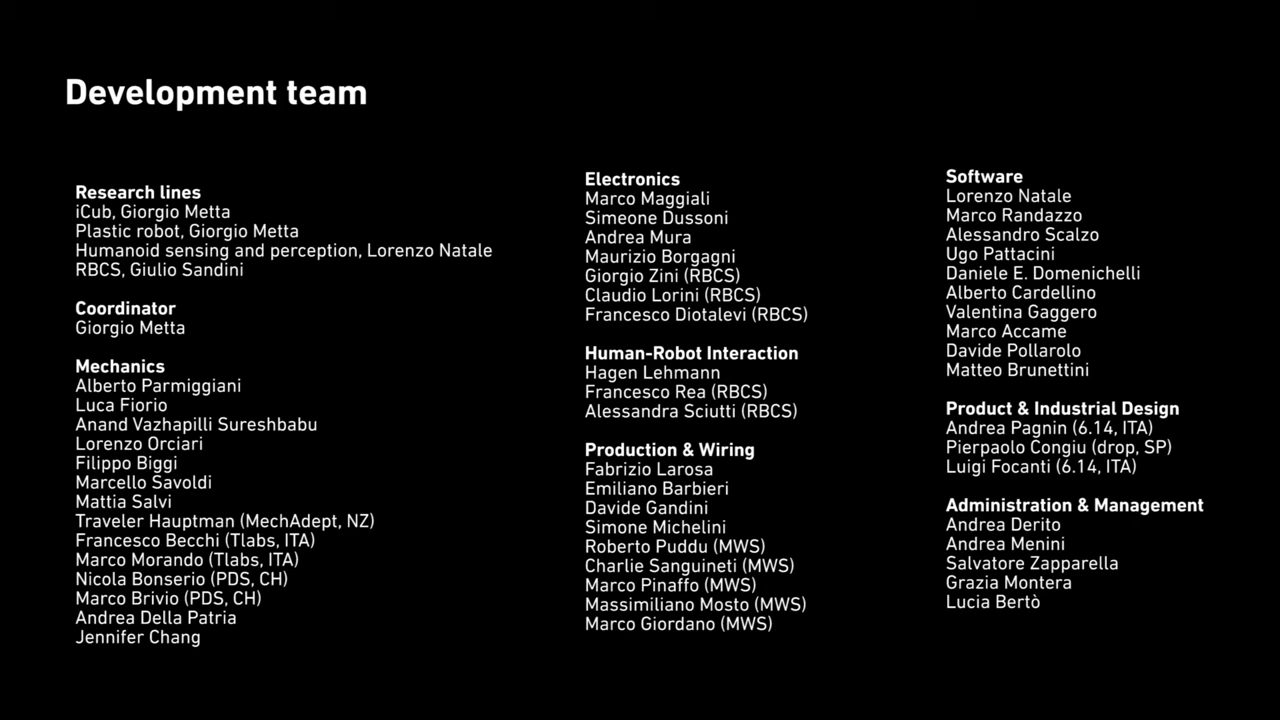 Development team
Research lines
iCub, Giorgio Metta
Plastic robot, Giorgio Metta
Humanoid sensing and perception, Lorenzo Natale
RBCS, Giulio Sandini
Coordinator
Giorgio Metta
Mechanics
Alberto Parmiggiani
Luca Fiorio
Anand Vazhapilli Sureshbabu
Lorenzo Orciari
Filippo Biggi
Marcello Savoldi
Mattia Salvi
Traveler Hauptman (MechAdept, NZ)
Francesco Becchi (Tlabs, ITA)
Marco Morando (Tlabs, ITA)
Nicola Bonserio (PDS, CH)
Marco Brivio (PDS, CH)
Andrea Della Patria
Jennifer Chang
Electronics
Marco Maggiali
Simeone Dussoni
Andrea Mura
Maurizio Borgagni
Giorgio Zini (RBCS)
Claudio Lorini (RBCS)
Francesco Diotalevi (RBCS)
Human-Robot Interaction
Hagen Lehmann
Francesco Rea (RBCS)
Alessandra Sciutti (RBCS)
Production & Wiring
Fabrizio Larosa
Emiliano Barbieri
Davide Gandini
Simone Michelini
Roberto Puddu (MWS)
Charlie Sanguineti (MWS)
Marco Pinaffo (MWS)
Massimiliano Mosto (MWS)
Marco Giordano (MWS)
Software
Lorenzo Natale
Marco Randazzo
Alessandro Scalzo
Ugo Pattacini
Daniele E. Domenichelli
Alberto Cardellino
Valentina Gaggero
Marco Accame
Davide Pollarolo
Matteo Brunettini
Product & Industrial Design
Andrea Pagnin (6.14, ITA)
Pierpaolo Congiu (drop, SP)
Luigi Focanti (6.14, ITA)
Administration & Management
Andrea Derito
Andrea Menini
Salvatore Zapparella
Grazia Montera
Lucia Bertò